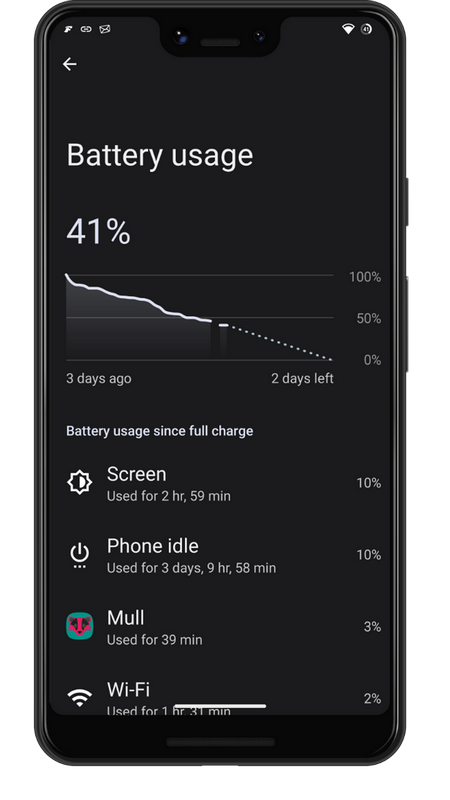 41
Battery usage
41%
100%
50%
0%
3 days ago 2 days left
Battery usage since full charge
Screen
Used for 2 hr, 59 min 10%
Phone idle
Used for 3 days, 9 hr, 58 min 10%
Mull
Used for 39 min 3%
Wi-Fi
Used for 1 hr, 31 min 2%